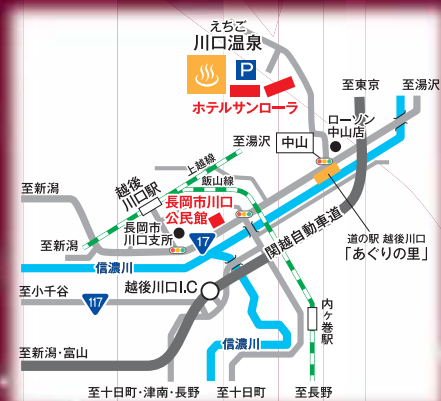 えちご
川口温泉
P
ホテルサンローラ
至東京
至湯沢
ローソン
中山店
中山
至湯沢
上越線
飯山線
越後
川口駅
至新潟
長岡市川口
公民館
長岡市
川口支所
17
至新潟
信濃川
関越自動車道
道の駅 越後川口
「あぐりの里」
至小千谷
117
越後川口I.C
内ヶ巻駅
至新潟・富山
信濃川
至十日町・津南・長野
至十日町
至長野